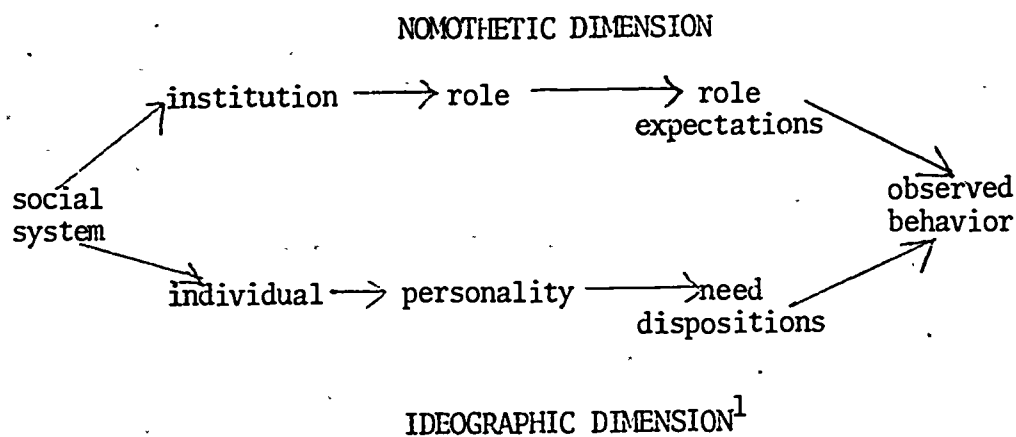 NOMOTHETIC DIMENSION
institution role role
expectations
social
system
observed
behavior
individual personality need
dispositions
IDEOGRAPHIC DIMENSION1